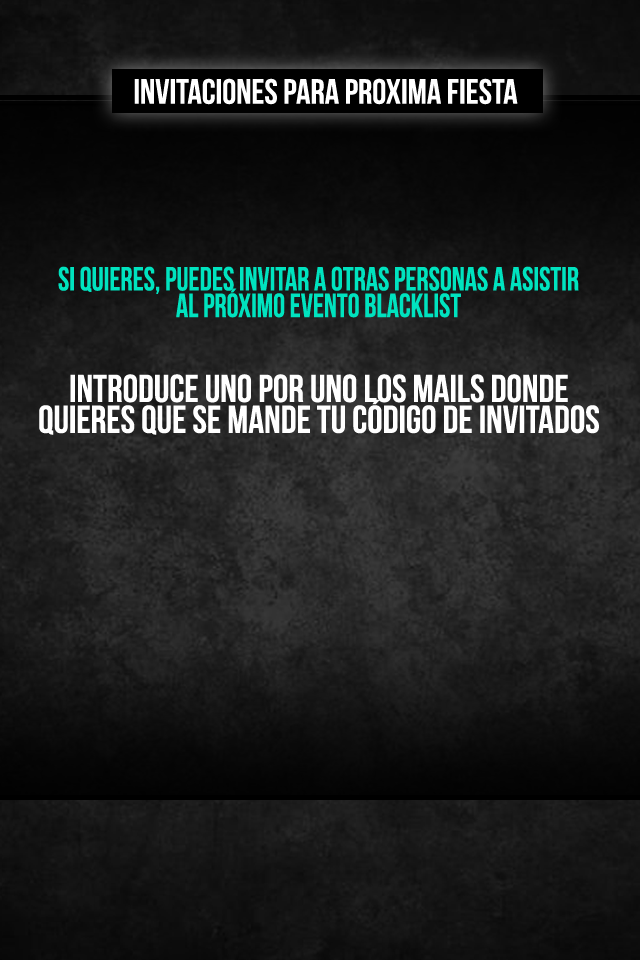 INVITACIONES PARA PROXIMA FIESTA
SI QUIERES, PUEDES INVITAR A OTRAS PERSONAS A ASISTIR
AL PRÓXIMO EVENTO BLACKLIST
INTRODUCE UNO POR UNO LOS MAILS DONDE
QUIERES QUE SE MANDE TU CÓDIGO DE INVITADOS